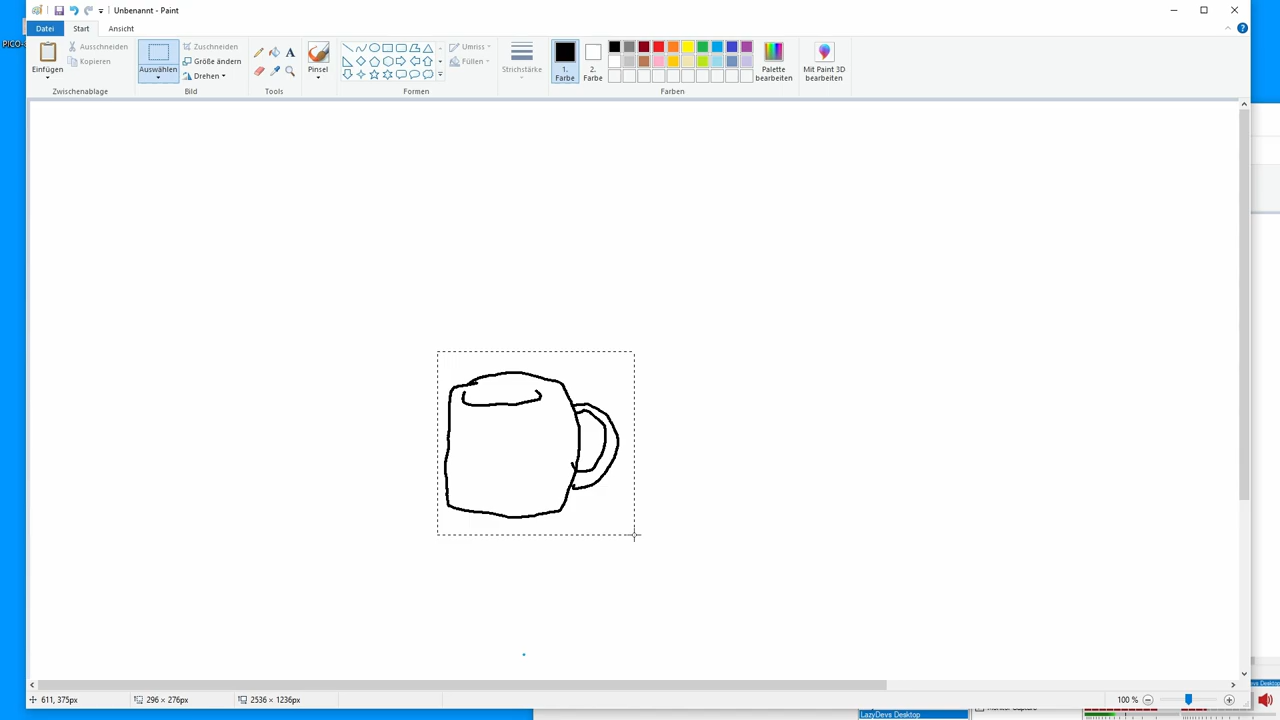 Unbenannt - Paint
PICO-
Datei Start Ansicht
Einfügen
Ausschneiden
Kopieren
Zwischenablage
Auswählen
Zuschneiden
Größe ändern
Drehen
Bild
Tools
Pinsel
Formen
Umriss
Füllen
Strichstärke
1.
Farbe
2.
Farbe
Farben
Palette
bearbeiten
Mit Paint 3D
bearbeiten
611, 375px 296 × 276px 2536 × 1236px 100 %
LazyDevs Desktop